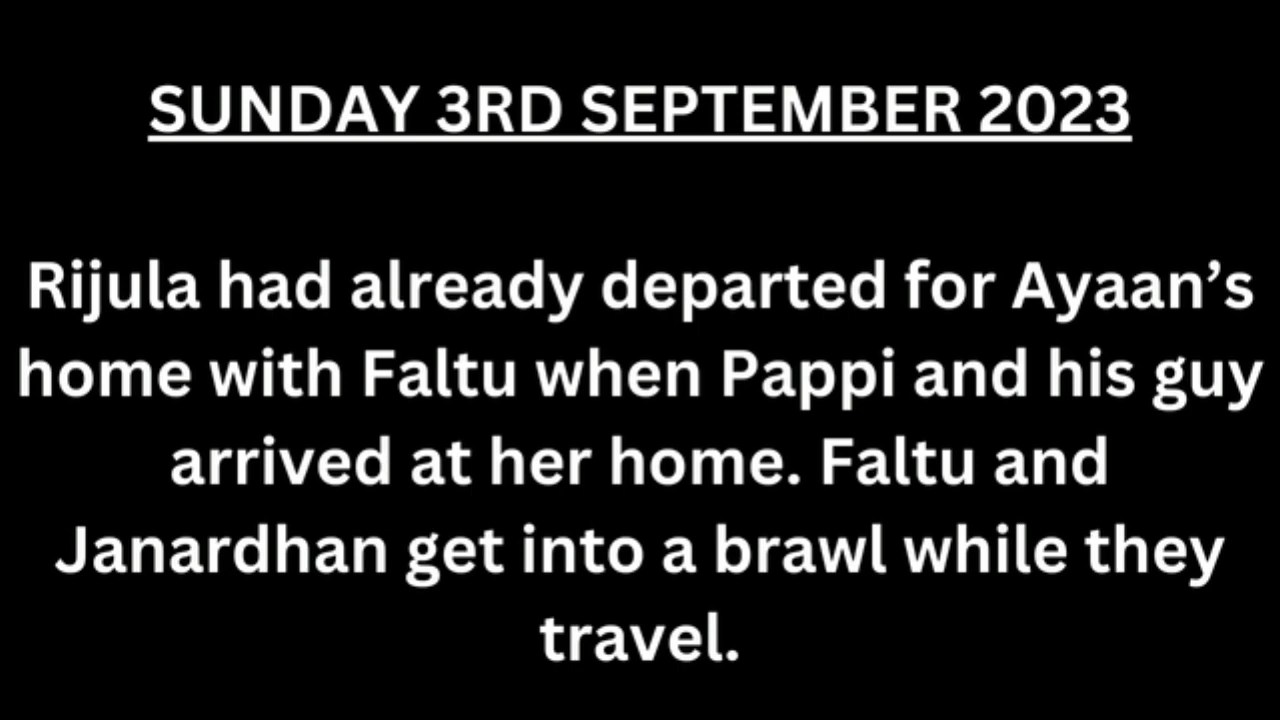 SUNDAY 3RD SEPTEMBER 2023
Rijula had already departed for Ayaan’s
home with Faltu when Pappi and his guy
arrived at her home. Faltu and
Janardhan get into a brawl while they
travel.